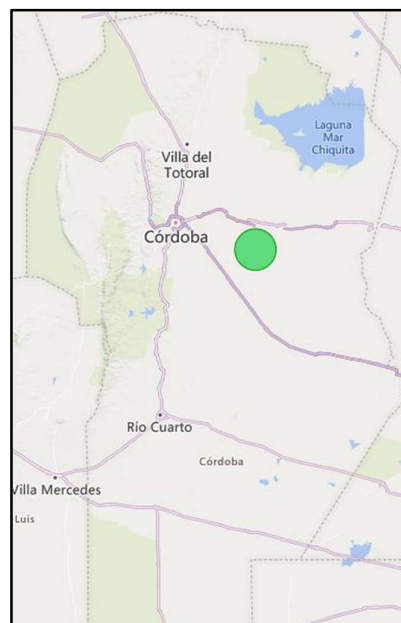 Laguna
Mar
Chiquita
Villa del
Totoral
Córdoba
Río Cuarto
Córdoba
Villa Mercedes
Luis